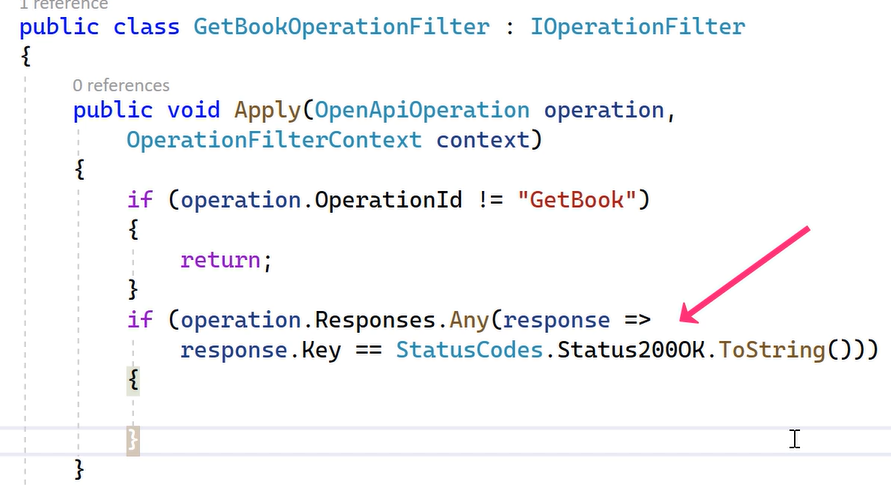 1 reference
public class GetBookOperationFilter : IOperationFilter
{
0 references
public void Apply(OpenApiOperation operation,
OperationFilterContext context)
{
if (operation.OperationId != "GetBook")
{
return;
}
if (operation.Responses.Any(response =>
response.Key == StatusCodes.Status200OK.ToString()))
{
}
}